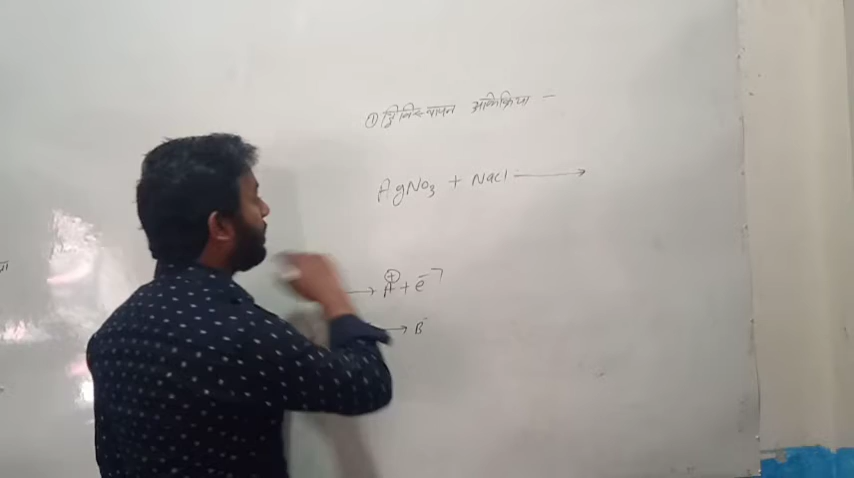 ① द्विविस्थापन अभिक्रिया –
AgNO₃ + NaCl ⟶
→ A⊕ + e⁻
→ B⁻